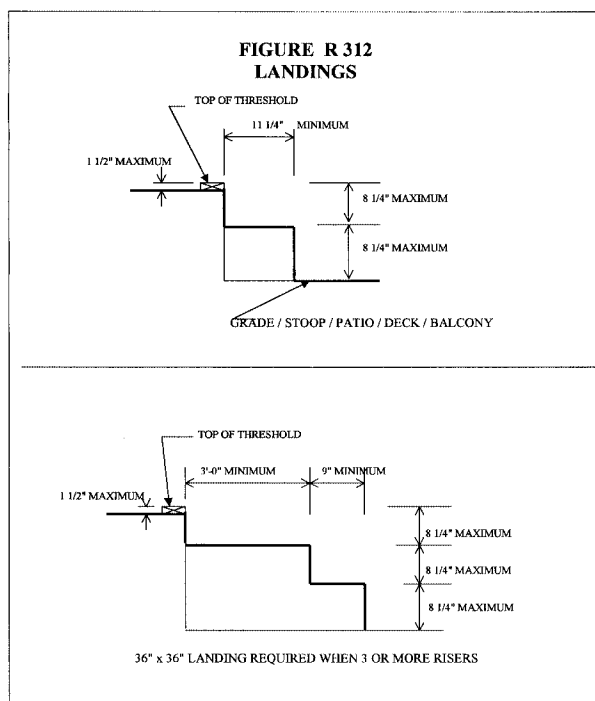 FIGURE R 312
LANDINGS
TOP OF THRESHOLD
11 1/4" MINIMUM
1 1/2" MAXIMUM
8 1/4" MAXIMUM
8 1/4" MAXIMUM
GRADE / STOOP / PATIO / DECK / BALCONY
TOP OF THRESHOLD
3'-0" MINIMUM
9" MINIMUM
1 1/2" MAXIMUM
8 1/4" MAXIMUM
8 1/4" MAXIMUM
8 1/4" MAXIMUM
36" x 36" LANDING REQUIRED WHEN 3 OR MORE RISERS